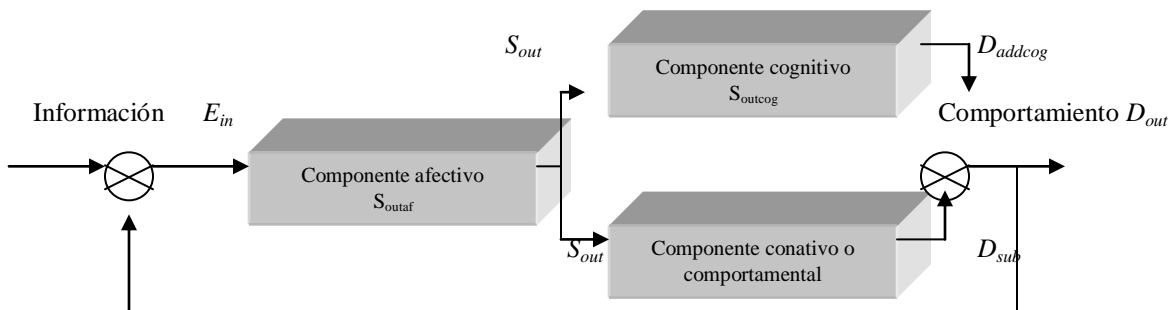 S_out
Componente cognitivo
S_outcog
D_addcog
Información
E_in
Componente afectivo
S_outaf
Comportamiento D_out
S_out
Componente conativo o
comportamental
D_sub